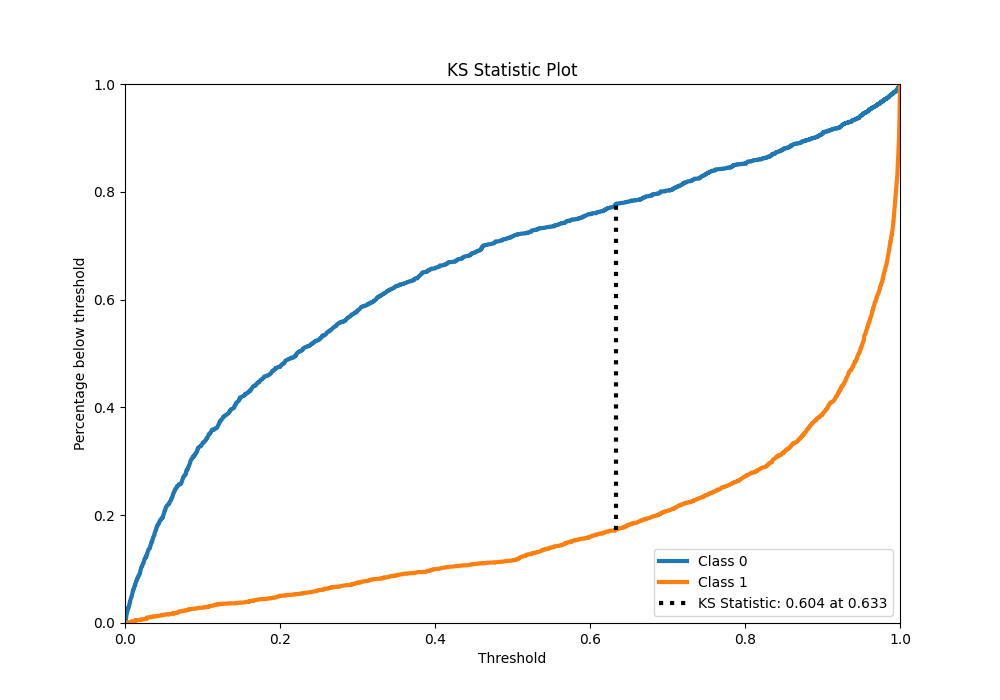 KS Statistic Plot
1.0
0.8
0.6
0.4
0.2
0.0
Percentage below threshold
0.0 0.2 0.4 0.6 0.8 1.0
Threshold
Class 0
Class 1
KS Statistic: 0.604 at 0.633